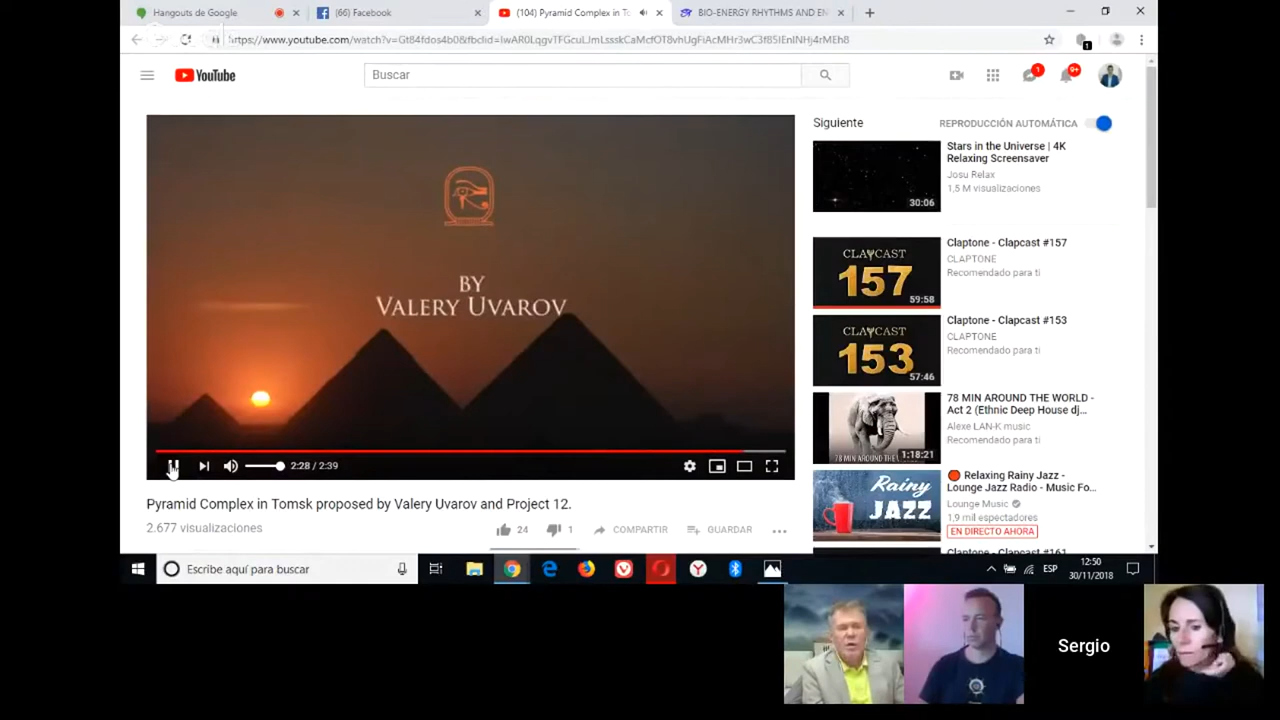 Hangouts de Google
(66) Facebook
(104) Pyramid Complex in To
BIO-ENERGY RHYTHMS AND EN
YouTube
Buscar
1
9+
1
BY
VALERY UVAROV
2:28 / 2:39
Pyramid Complex in Tomsk proposed by Valery Uvarov and Project 12.
2.677 visualizaciones
24
1
COMPARTIR
GUARDAR
Siguiente
REPRODUCCIÓN AUTOMÁTICA
Stars in the Universe | 4K
Relaxing Screensaver
Josu Relax
1,5 M visualizaciones
30:06
Claptone - Clapcast #157
CLAPTONE
Recomendado para ti
CLAPCAST
157
59:58
Claptone - Clapcast #153
CLAPTONE
Recomendado para ti
CLAPCAST
153
57:46
78 MIN AROUND THE WORLD -
Act 2 (Ethnic Deep House dj...
Alexe LAN-K music
Recomendado para ti
1:18:21
Relaxing Rainy Jazz -
Lounge Jazz Radio - Music Fo...
Lounge Music
1,9 mil espectadores
EN DIRECTO AHORA
Rainy
JAZZ
Claptone - Clapcast #161
Escribe aquí para buscar
ESP
12:50
30/11/2018
Sergio